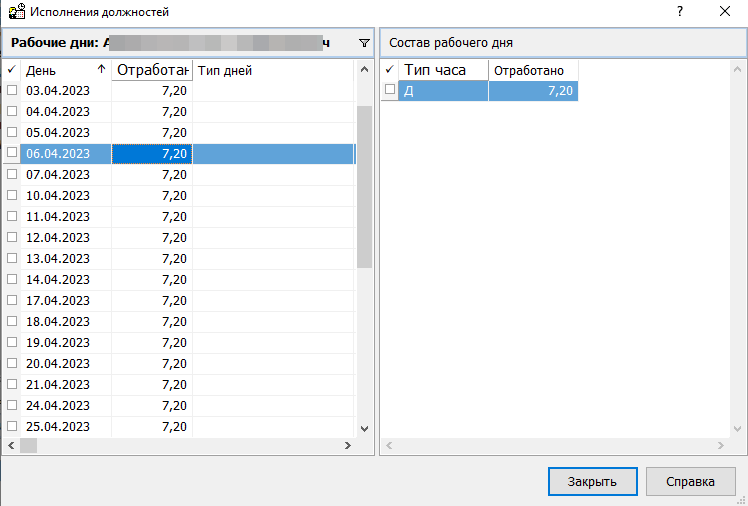 Исполнения должностей
?
Рабочие дни: А ч
Состав рабочего дня
День Отработан Тип дней
Тип часа Отработано
03.04.2023 7,20
Д 7,20
04.04.2023 7,20
05.04.2023 7,20
06.04.2023 7,20
07.04.2023 7,20
10.04.2023 7,20
11.04.2023 7,20
12.04.2023 7,20
13.04.2023 7,20
14.04.2023 7,20
17.04.2023 7,20
18.04.2023 7,20
19.04.2023 7,20
20.04.2023 7,20
21.04.2023 7,20
24.04.2023 7,20
25.04.2023 7,20
Закрыть Справка